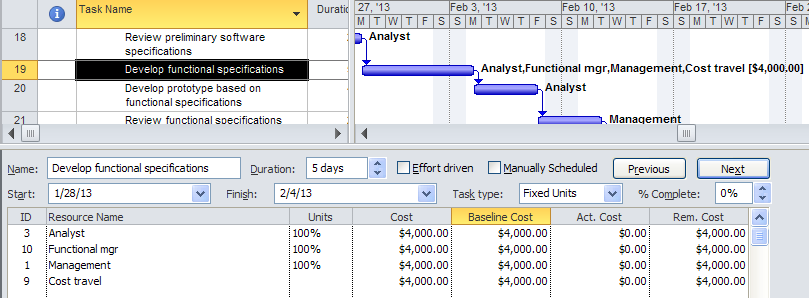 Task Name Duratio 27, '13 Feb 3, '13 Feb 10, '13 Feb 17, '13 Feb 2
M T W T F S S M T W T F S S M T W T F S S M T W T F S S
18 Review preliminary software specifications Analyst
19 Develop functional specifications Analyst,Functional mgr,Management,Cost travel [$4,000.00]
20 Develop prototype based on functional specifications Analyst
21 Review functional specifications Management
Name: Develop functional specifications Duration: 5 days Effort driven Manually Scheduled Previous Next
Start: 1/28/13 Finish: 2/4/13 Task type: Fixed Units % Complete: 0%
ID Resource Name Units Cost Baseline Cost Act. Cost Rem. Cost
3 Analyst 100% $4,000.00 $4,000.00 $0.00 $4,000.00
10 Functional mgr 100% $4,000.00 $4,000.00 $0.00 $4,000.00
1 Management 100% $4,000.00 $4,000.00 $0.00 $4,000.00
9 Cost travel $4,000.00 $4,000.00 $0.00 $4,000.00